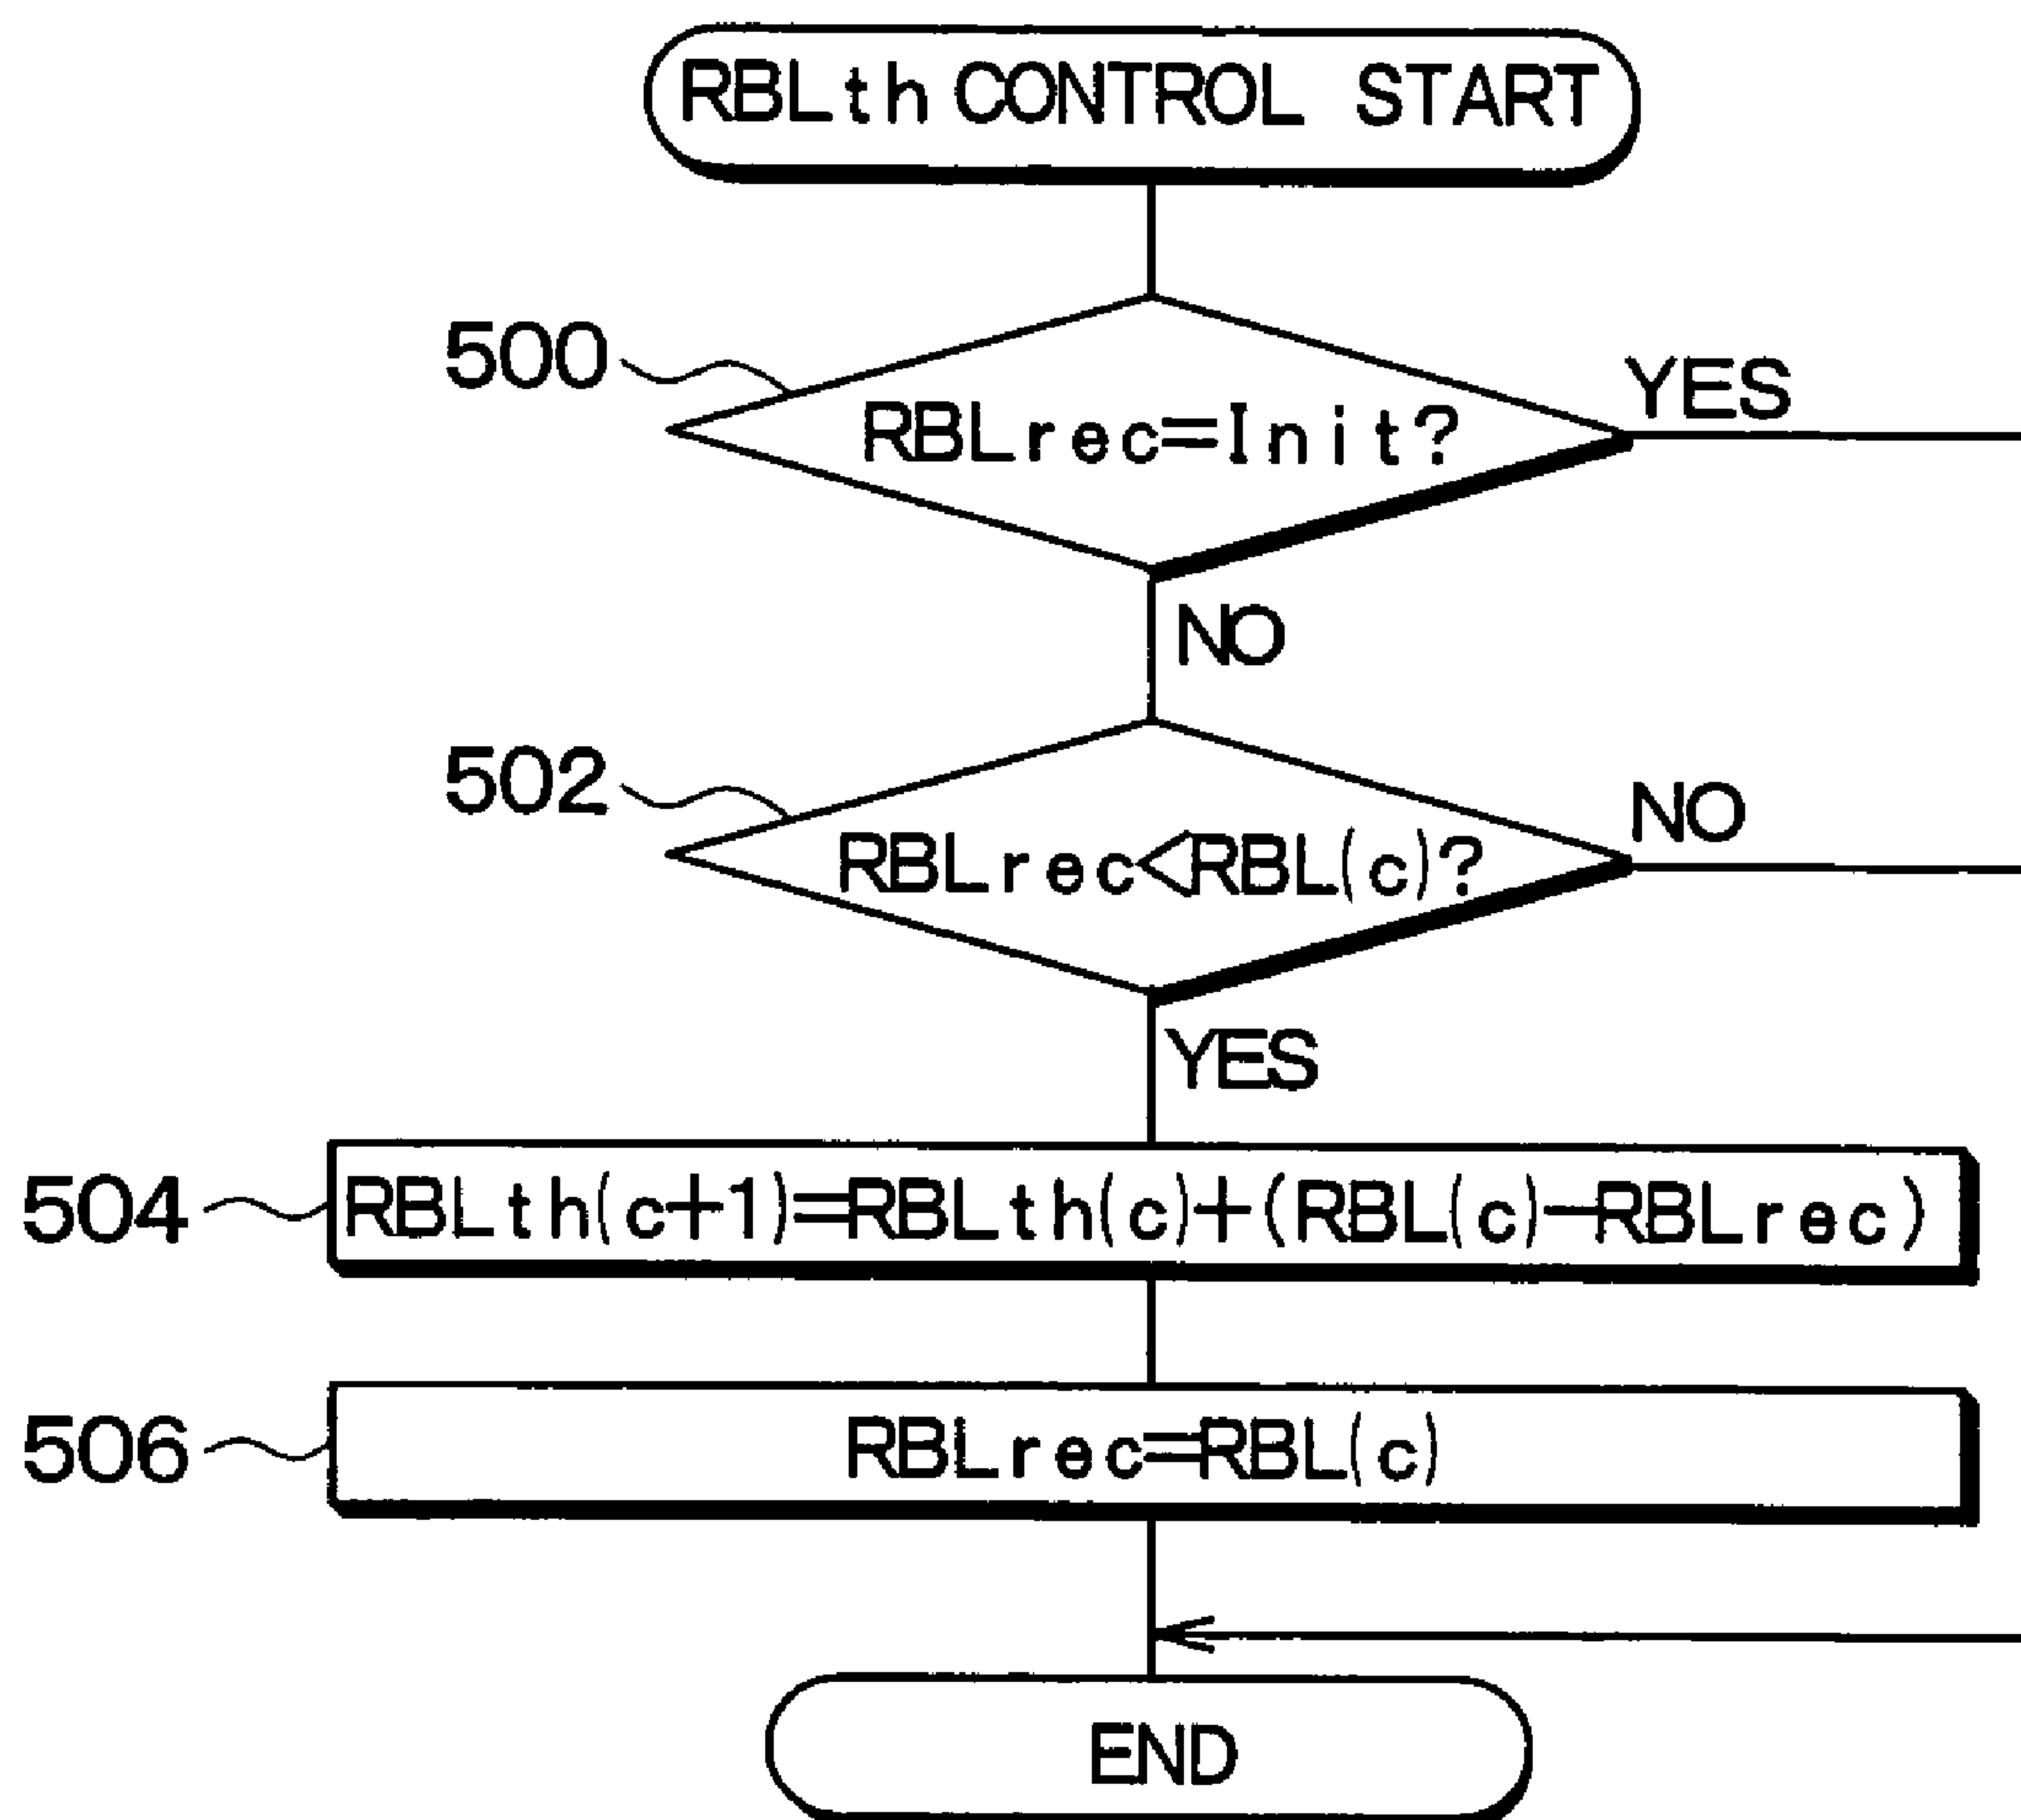 RBLth CONTROL START
500
RBLrec=Init?
YES
NO
502
RBLrec<RBL(c)?
NO
YES
504
RBLth(c+1)=RBLth(c)+(RBL(c)-RBLrec)
506
RBLrec=RBL(c)
END